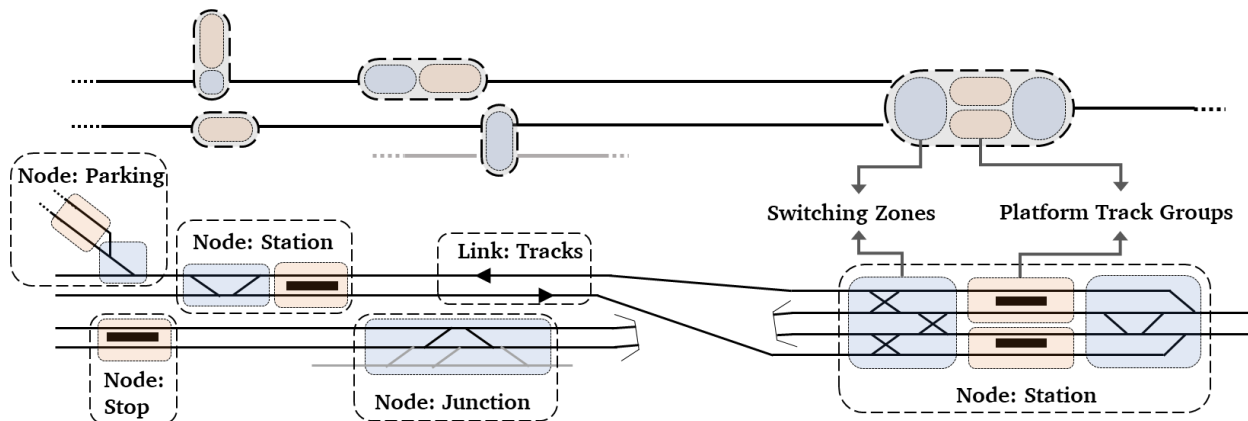 Node: Parking
Node: Station
Link: Tracks
Switching Zones
Platform Track Groups
Node:
Stop
Node: Junction
Node: Station